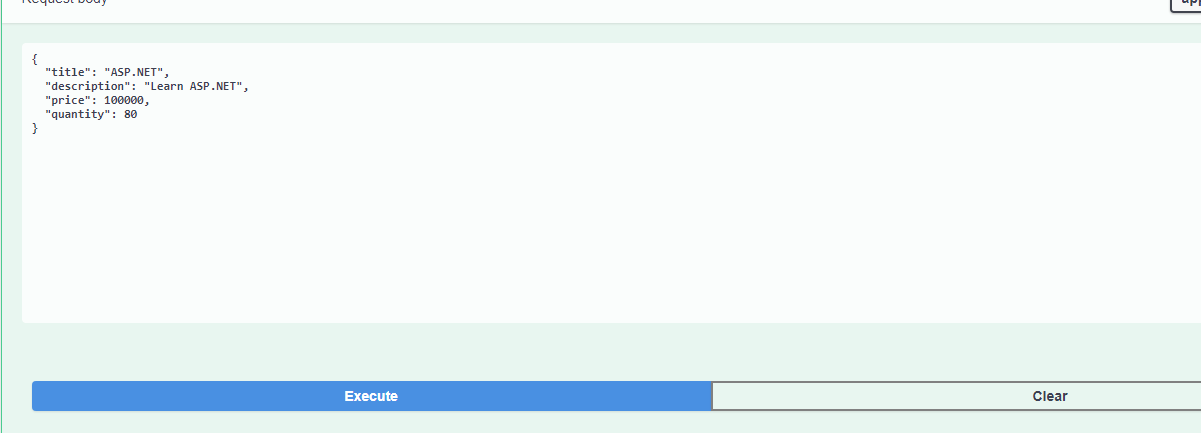 Request body
{
"title": "ASP.NET",
"description": "Learn ASP.NET",
"price": 100000,
"quantity": 80
}
Execute
Clear